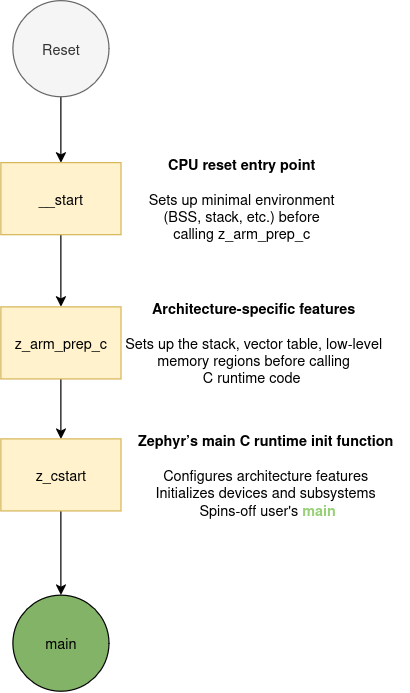 Reset
CPU reset entry point
__start
Sets up minimal environment
(BSS, stack, etc.) before
calling z_arm_prep_c
Architecture-specific features
z_arm_prep_c
Sets up the stack, vector table, low-level
memory regions before calling
C runtime code
Zephyr's main C runtime init function
z_cstart
Configures architecture features
Initializes devices and subsystems
Spins-off user's main
main